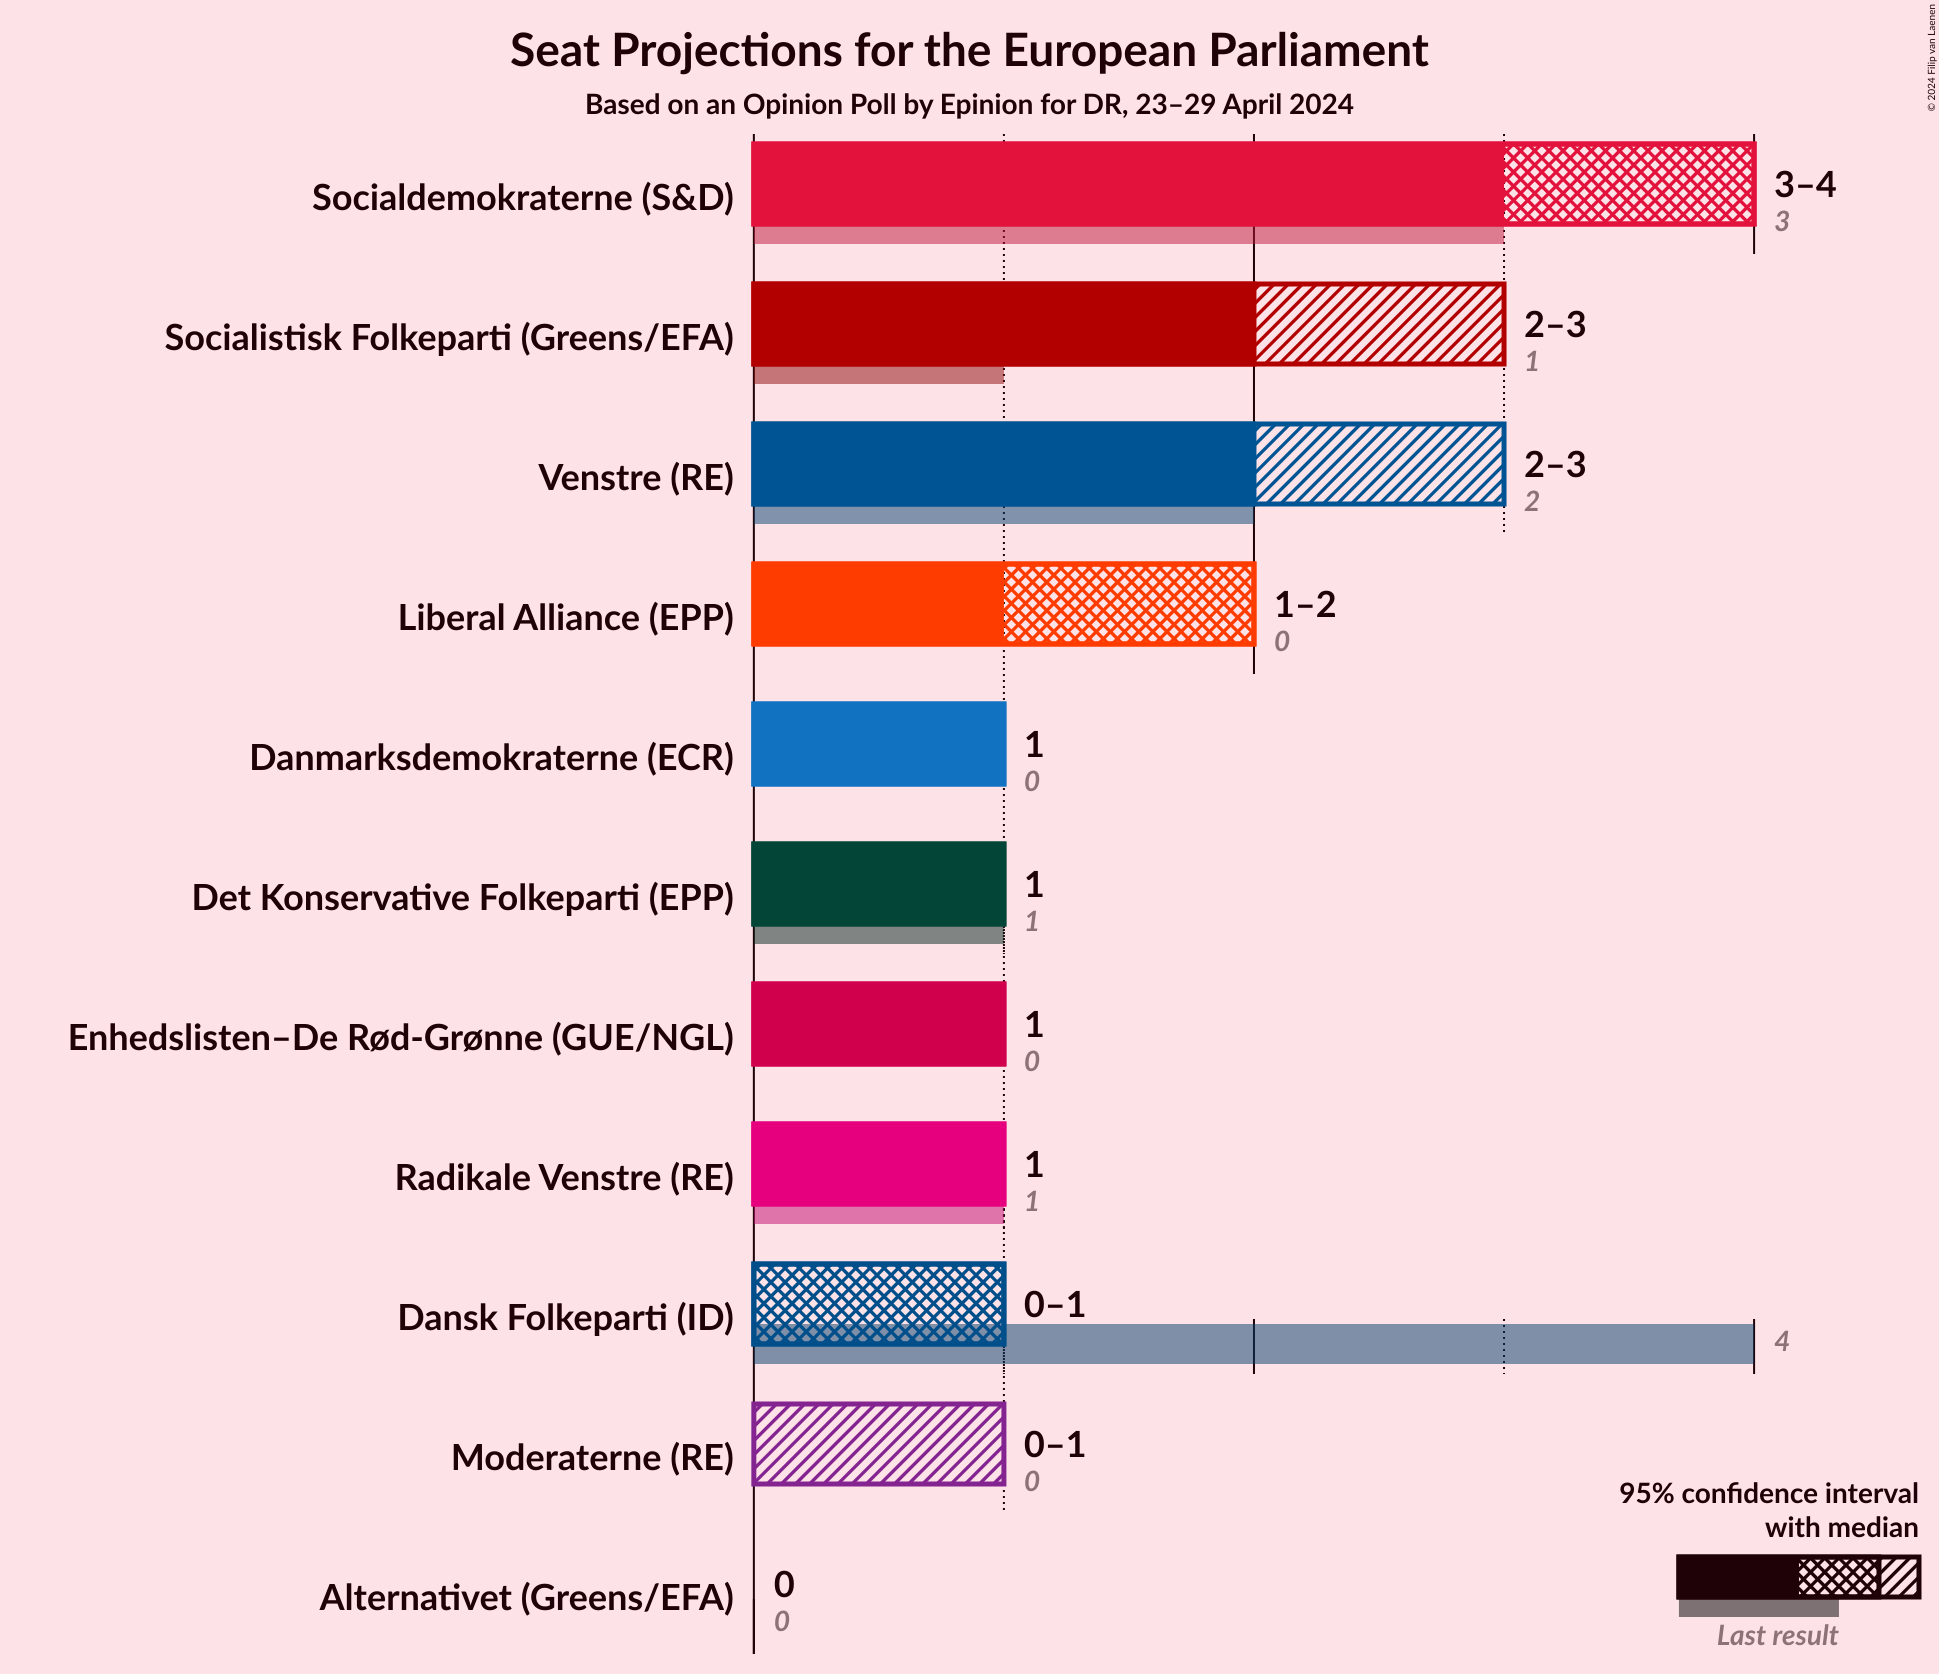 Seat Projections for the European Parliament
Based on an Opinion Poll by Epinion for DR, 23–29 April 2024
© 2024 Filip van Laenen
Socialdemokraterne (S&D)
3–4
3
Socialistisk Folkeparti (Greens/EFA)
2–3
1
Venstre (RE)
2–3
2
Liberal Alliance (EPP)
1–2
0
Danmarksdemokraterne (ECR)
1
0
Det Konservative Folkeparti (EPP)
1
1
Enhedslisten–De Rød-Grønne (GUE/NGL)
1
0
Radikale Venstre (RE)
1
1
Dansk Folkeparti (ID)
0–1
4
Moderaterne (RE)
0–1
0
Alternativet (Greens/EFA)
0
0
95% confidence interval
with median
Last result